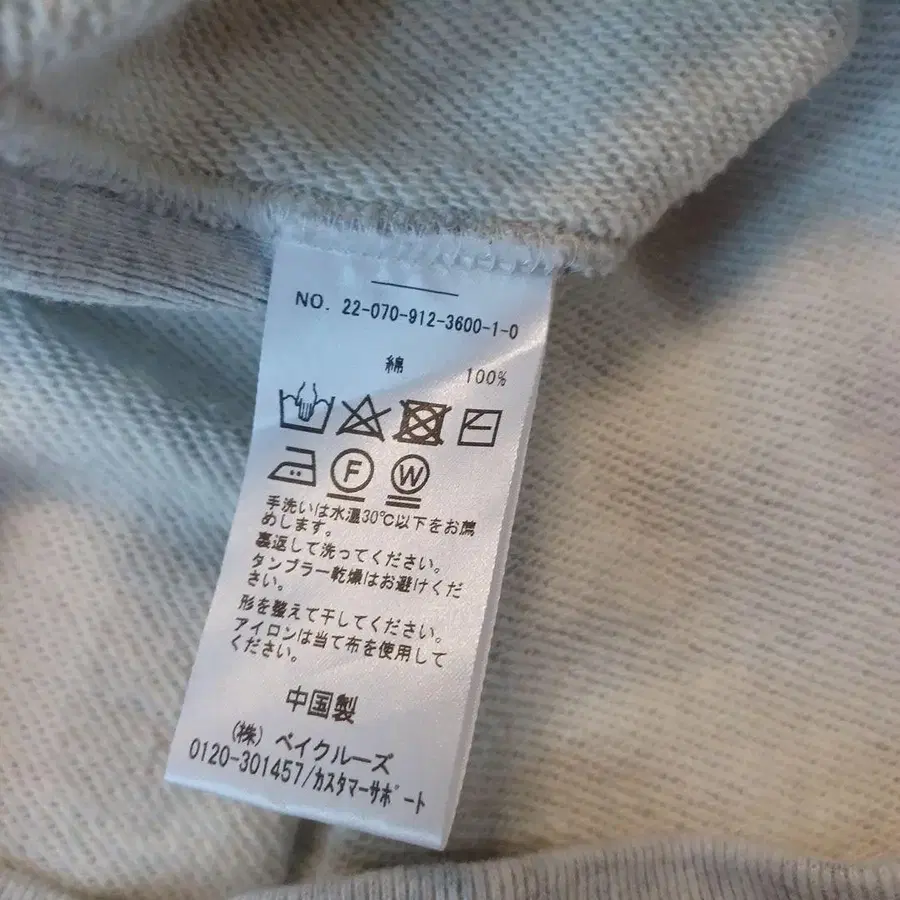 NO. 22-070-912-3600-1-0
綿 100%
F W
手洗いは水温30℃以下をお薦
めします。
裏返して洗ってください。
タンブラー乾燥はお避けくだ
さい。
形を整えて干してください。
アイロンは当て布を使用して
ください。
中国製
(株) ベイクルーズ
0120-301457/カスタマーサポート